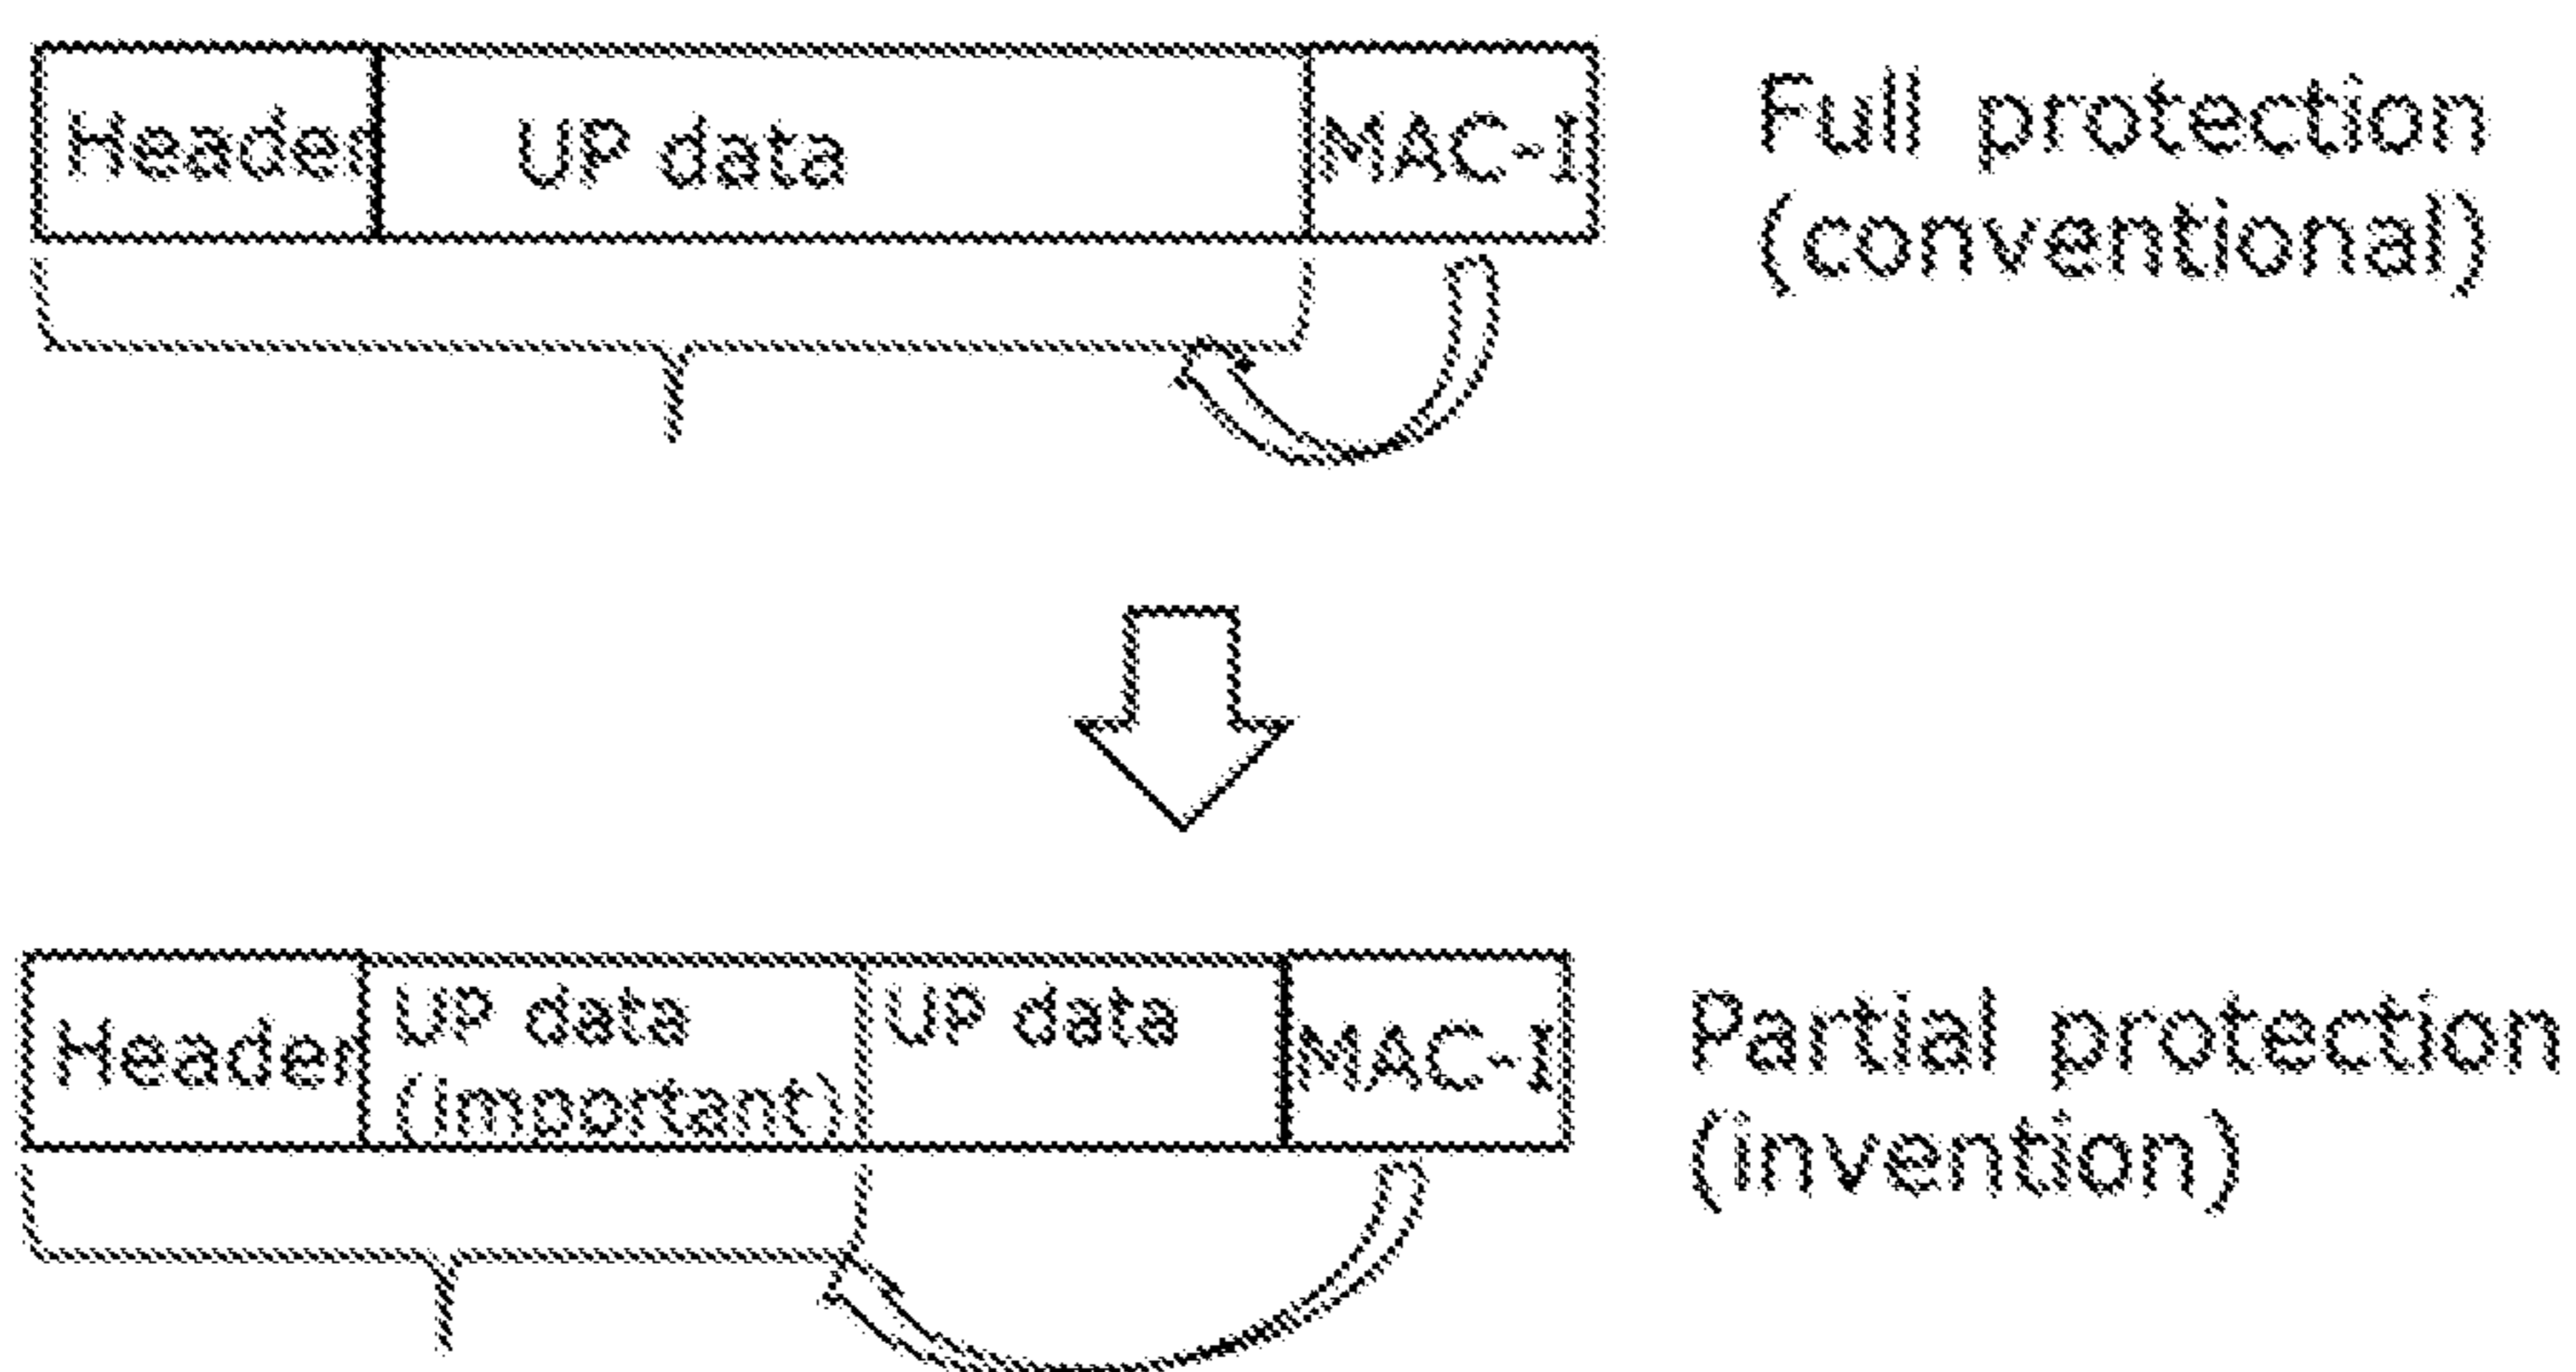 Header UP data MAC-I
Full protection
(conventional)
Header
UP data
(important)
UP data
MAC-I
Partial protection
(invention)